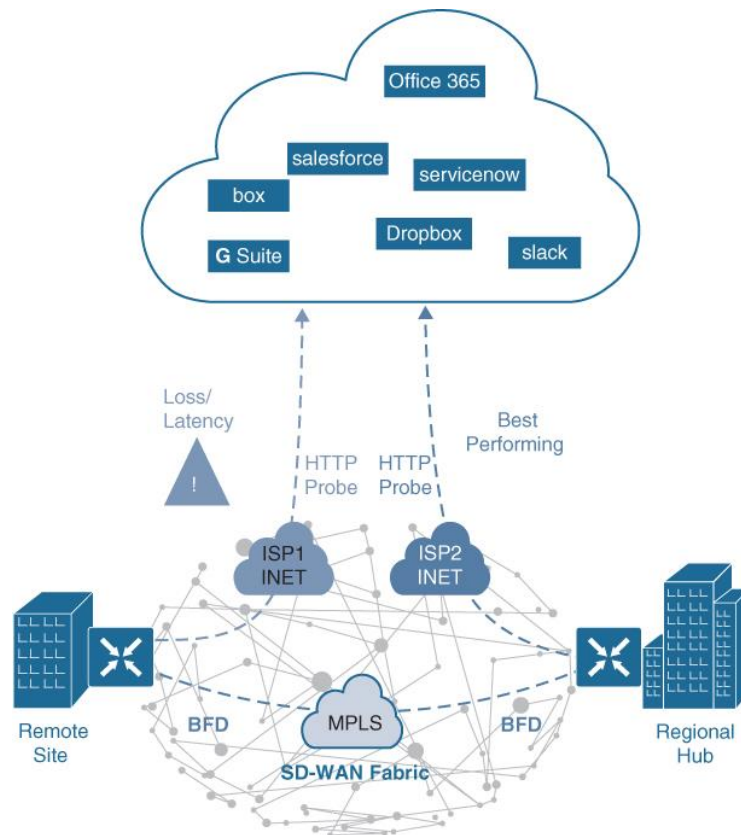 Office 365
salesforce
servicenow
box
Dropbox
G Suite
slack
Loss/
Latency
!
Best
Performing
HTTP
Probe
HTTP
Probe
ISP1
INET
ISP2
INET
MPLS
BFD
BFD
SD-WAN Fabric
Remote
Site
Regional
Hub